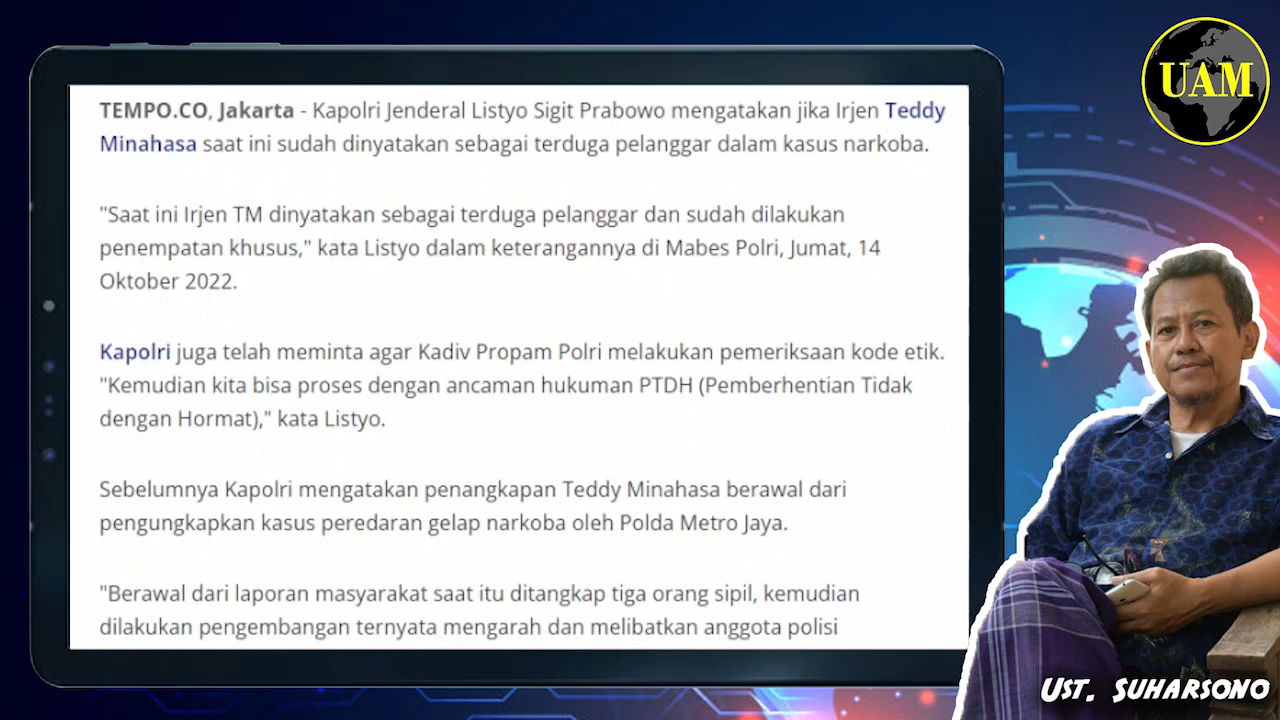 TEMPO.CO, Jakarta - Kapolri Jenderal Listyo Sigit Prabowo mengatakan jika Irjen Teddy
Minahasa saat ini sudah dinyatakan sebagai terduga pelanggar dalam kasus narkoba.
"Saat ini Irjen TM dinyatakan sebagai terduga pelanggar dan sudah dilakukan
penempatan khusus," kata Listyo dalam keterangannya di Mabes Polri, Jumat, 14
Oktober 2022.
Kapolri juga telah meminta agar Kadiv Propam Polri melakukan pemeriksaan kode etik.
"Kemudian kita bisa proses dengan ancaman hukuman PTDH (Pemberhentian Tidak
dengan Hormat)," kata Listyo.
Sebelumnya Kapolri mengatakan penangkapan Teddy Minahasa berawal dari
pengungkapkan kasus peredaran gelap narkoba oleh Polda Metro Jaya.
"Berawal dari laporan masyarakat saat itu ditangkap tiga orang sipil, kemudian
dilakukan pengembangan ternyata mengarah dan melibatkan anggota polisi
UAM
Ust. Suharsono